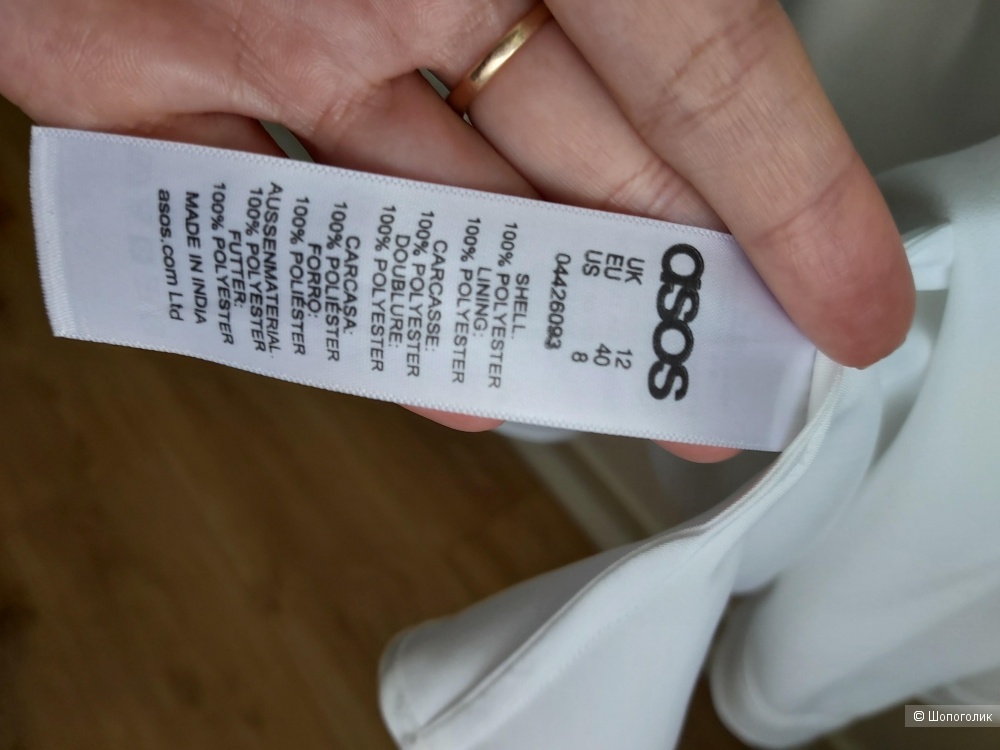 asos
UK 12
EU 40
US 8
04426093
SHELL:
100% POLYESTER
LINING:
100% POLYESTER
CARCASSE:
100% POLYESTER
DOUBLURE:
100% POLYESTER
CARCASA:
100% POLIÉSTER
FORRO:
100% POLIÉSTER
AUSSENMATERIAL:
100% POLYESTER
FUTTER:
100% POLYESTER
MADE IN INDIA
asos.com Ltd
© Шопоголик